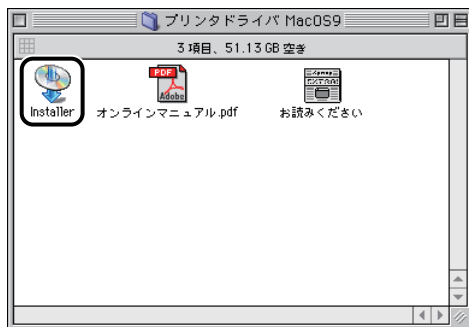 プリンタドライバ MacOS9
3 項目、51.13 GB 空き
Installer
PDF
Adobe
オンラインマニュアル.pdf
EXTRA!
お読みください